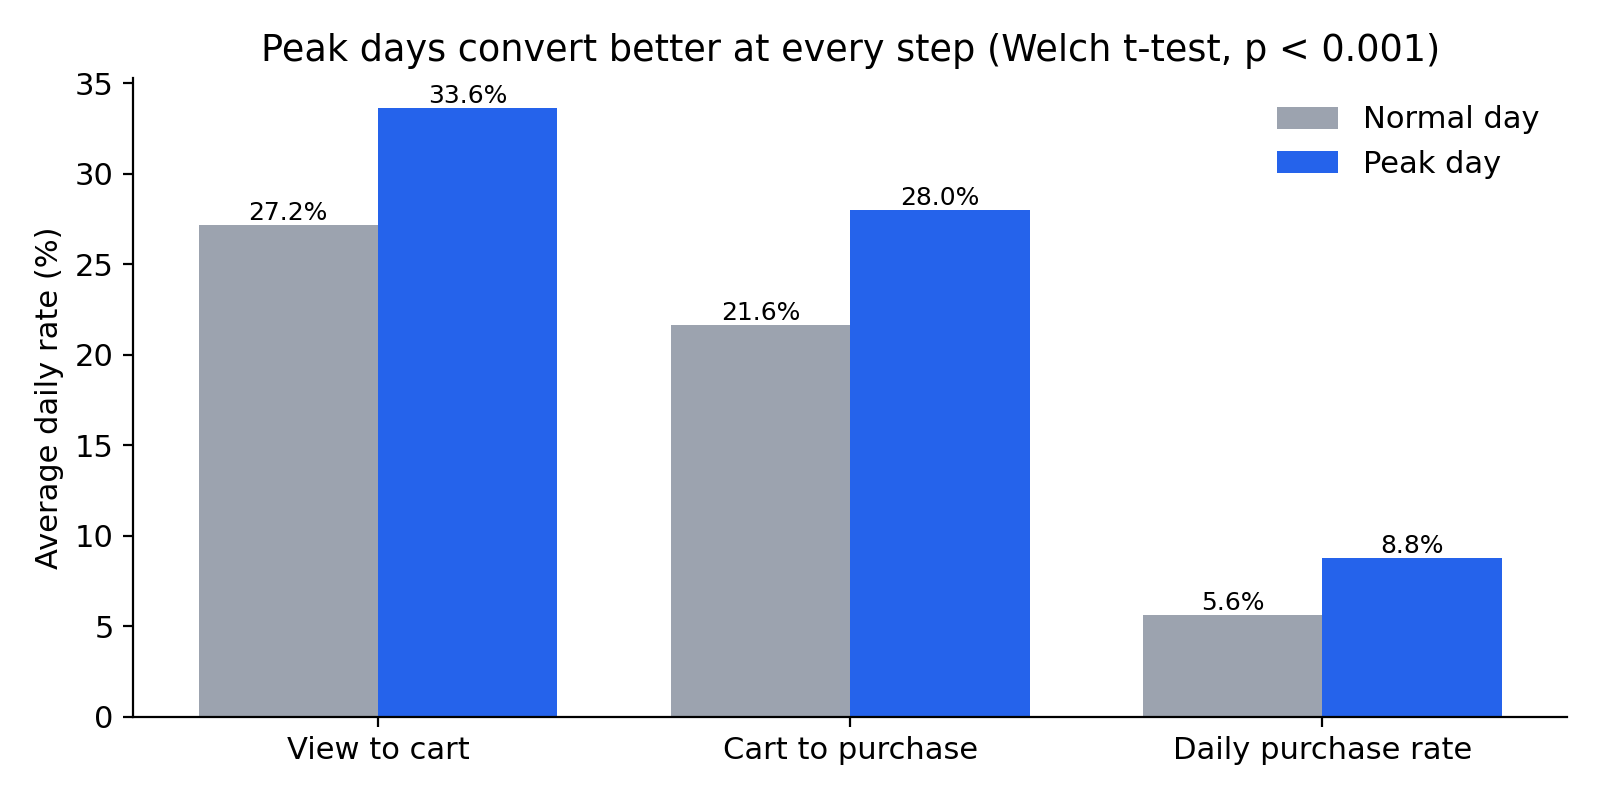 Peak days convert better at every step (Welch t-test, p < 0.001)
Average daily rate (%)
35
30
25
20
15
10
5
0
27.2%
33.6%
21.6%
28.0%
5.6%
8.8%
Normal day
Peak day
View to cart
Cart to purchase
Daily purchase rate